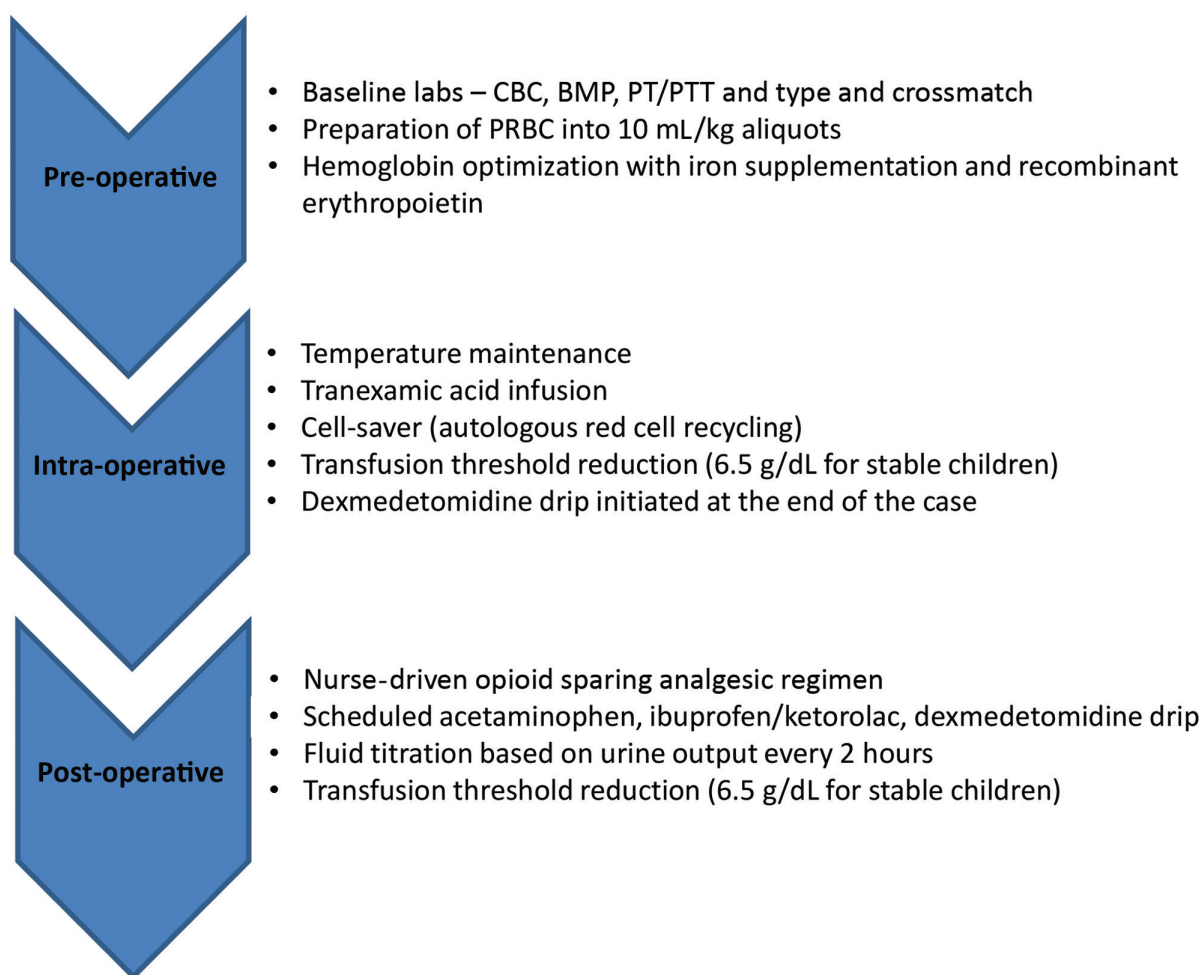 Pre-operative
• Baseline labs – CBC, BMP, PT/PTT and type and crossmatch
• Preparation of PRBC into 10 mL/kg aliquots
• Hemoglobin optimization with iron supplementation and recombinant
erythropoietin
Intra-operative
• Temperature maintenance
• Tranexamic acid infusion
• Cell-saver (autologous red cell recycling)
• Transfusion threshold reduction (6.5 g/dL for stable children)
• Dexmedetomidine drip initiated at the end of the case
Post-operative
• Nurse-driven opioid sparing analgesic regimen
• Scheduled acetaminophen, ibuprofen/ketorolac, dexmedetomidine drip
• Fluid titration based on urine output every 2 hours
• Transfusion threshold reduction (6.5 g/dL for stable children)